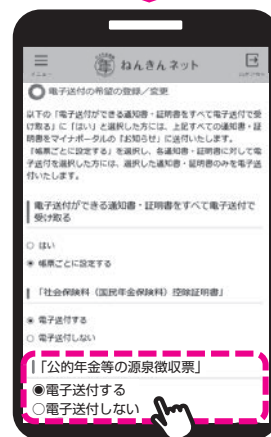 ねんきんネット
電子送付の希望の登録／変更
以下の「電子送付ができる通知書・証明書をすべて電子送付で受
け取る」に「はい」と選択した方には、上記すべての通知書・証
明書をマイナポータルの「お知らせ」に送付いたします。
「帳票ごとに設定する」を選択し、各通知書・証明書に対して電
子送付を選択した方には、選択した通知書・証明書のみを電子送
付いたします。
電子送付ができる通知書・証明書をすべて電子送付で
受け取る
○ はい
◉ 帳票ごとに設定する
「社会保険料（国民年金保険料）控除証明書」
◉ 電子送付する
○ 電子送付しない
「公的年金等の源泉徴収票」
◉電子送付する
○電子送付しない